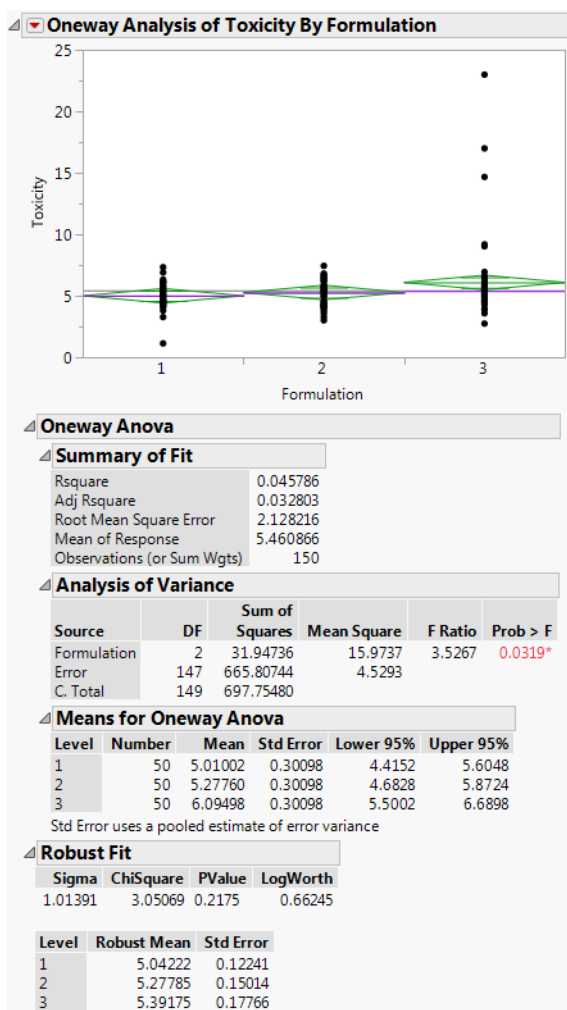 Oneway Analysis of Toxicity By Formulation
25
20
15
10
5
0
Toxicity
1 2 3
Formulation
Oneway Anova
Summary of Fit
Rsquare 0.045786
Adj Rsquare 0.032803
Root Mean Square Error 2.128216
Mean of Response 5.460866
Observations (or Sum Wgts) 150
Analysis of Variance
Sum of
Source DF Squares Mean Square F Ratio Prob > F
Formulation 2 31.94736 15.9737 3.5267 0.0319*
Error 147 665.80744 4.5293
C. Total 149 697.75480
Means for Oneway Anova
Level Number Mean Std Error Lower 95% Upper 95%
1 50 5.01002 0.30098 4.4152 5.6048
2 50 5.27760 0.30098 4.6828 5.8724
3 50 6.09498 0.30098 5.5002 6.6898
Std Error uses a pooled estimate of error variance
Robust Fit
Sigma ChiSquare PValue LogWorth
1.01391 3.05069 0.2175 0.66245
Level Robust Mean Std Error
1 5.04222 0.12241
2 5.27785 0.15014
3 5.39175 0.17766